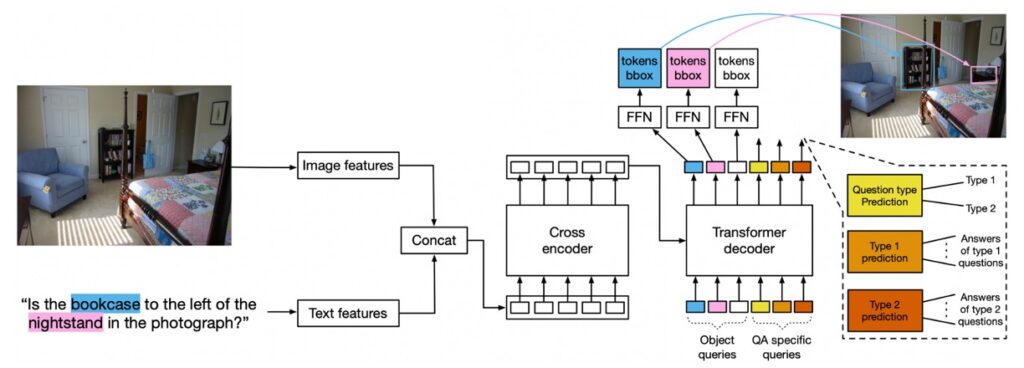 “Is the bookcase to the left of the
nightstand in the photograph?”
Image features
Text features
Concat
Cross
encoder
Transformer
decoder
Object
queries
QA specific
queries
FFN
FFN
FFN
tokens
bbox
tokens
bbox
tokens
bbox
Question type
Prediction
Type 1
Type 2
Type 1
prediction
Answers
of type 1
questions
Type 2
prediction
Answers
of type 2
questions